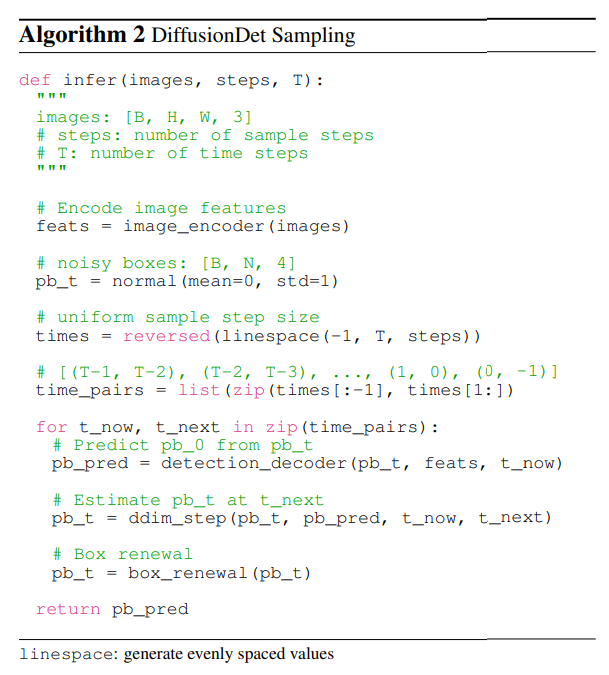 Algorithm 2 DiffusionDet Sampling
def infer(images, steps, T):
"""
images: [B, H, W, 3]
# steps: number of sample steps
# T: number of time steps
"""
# Encode image features
feats = image_encoder(images)
# noisy boxes: [B, N, 4]
pb_t = normal(mean=0, std=1)
# uniform sample step size
times = reversed(linespace(-1, T, steps))
# [(T-1, T-2), (T-2, T-3), ..., (1, 0), (0, -1)]
time_pairs = list(zip(times[:-1], times[1:])
for t_now, t_next in zip(time_pairs):
# Predict pb_0 from pb_t
pb_pred = detection_decoder(pb_t, feats, t_now)
# Estimate pb_t at t_next
pb_t = ddim_step(pb_t, pb_pred, t_now, t_next)
# Box renewal
pb_t = box_renewal(pb_t)
return pb_pred
linespace: generate evenly spaced values